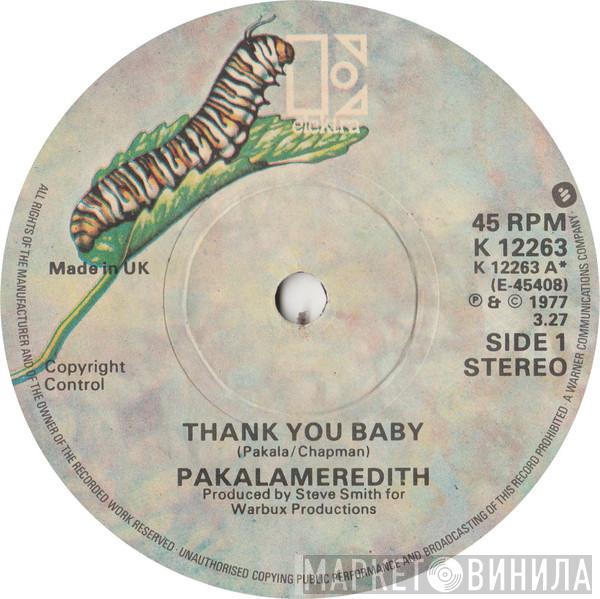 elektra
45 RPM
K 12263
K 12263 A*
(E-45408)
Ⓟ & © 1977
3.27
SIDE 1
STEREO
Made in UK
Copyright
Control
THANK YOU BABY
(Pakala/Chapman)
PAKALAMEREDITH
Produced by Steve Smith for
Warbux Productions
ALL RIGHTS OF THE MANUFACTURER AND OF THE OWNER OF THE RECORDED WORK RESERVED · UNAUTHORISED COPYING PUBLIC PERFORMANCE AND BROADCASTING OF THIS RECORD PROHIBITED · A WARNER COMMUNICATIONS COMPANY ·
МАРКЕТ ВИНИЛА